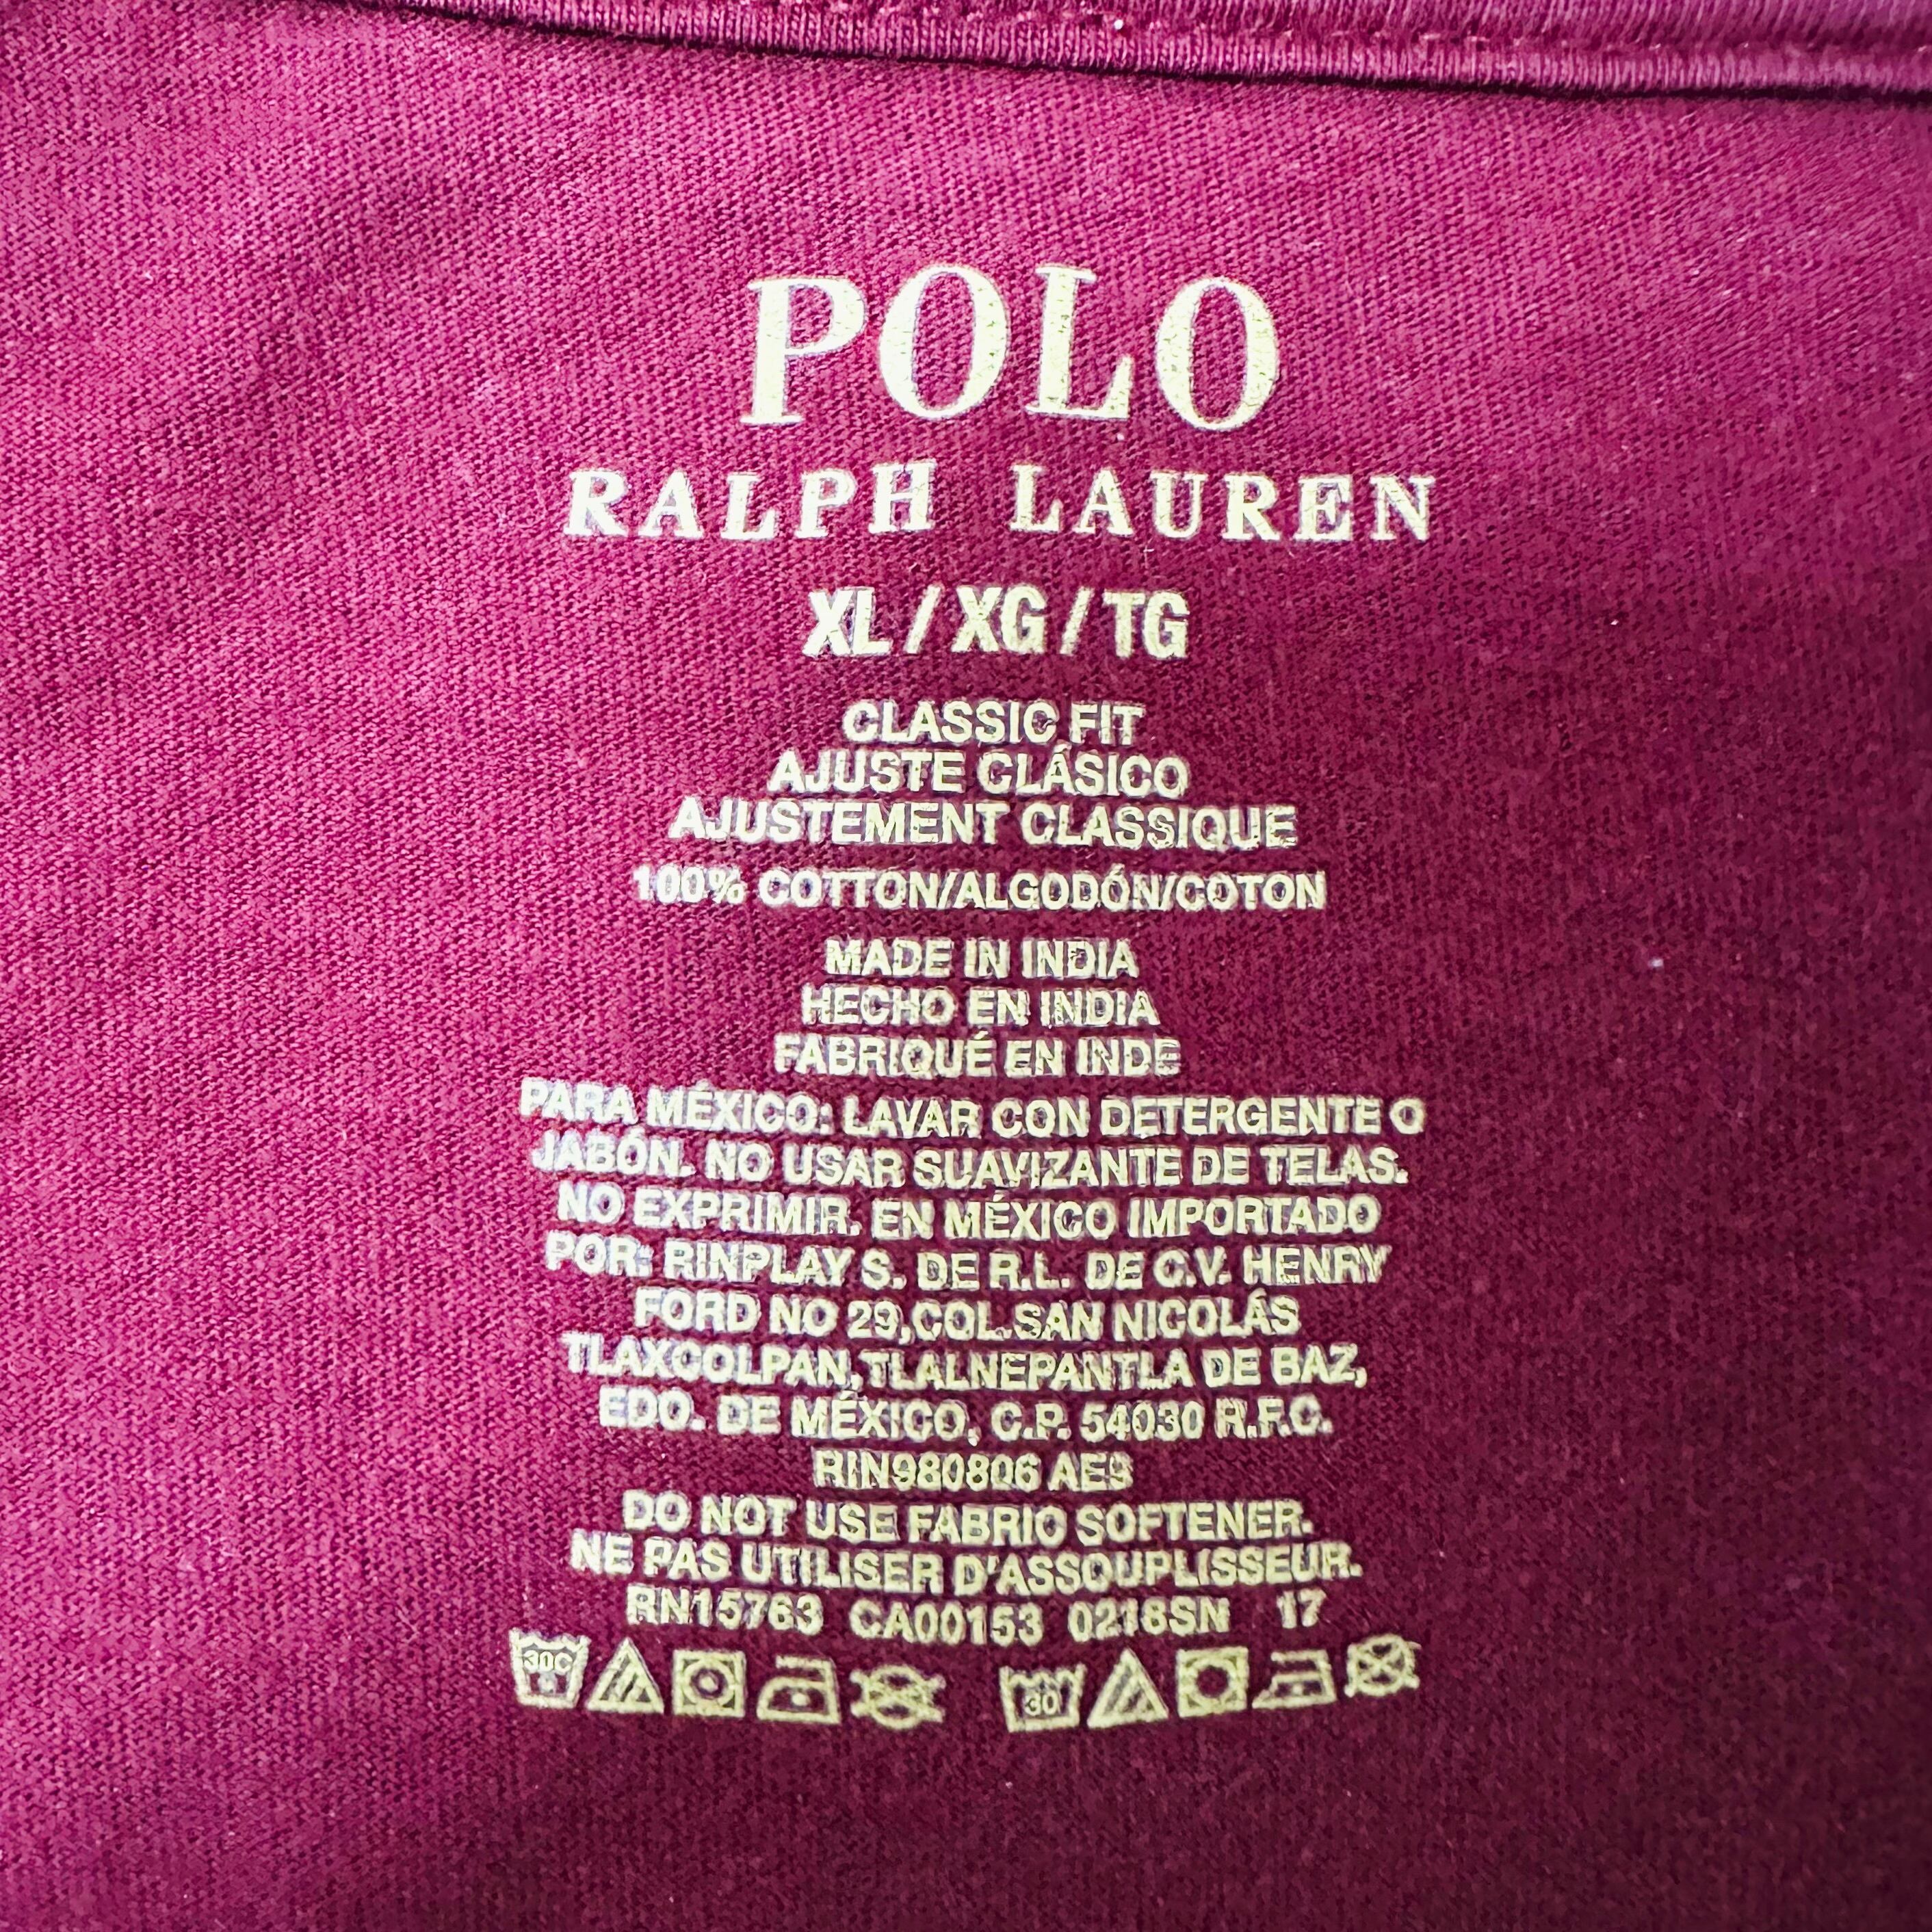 POLO
RALPH LAUREN
XL / XG / TG
CLASSIC FIT
AJUSTE CLÁSICO
AJUSTEMENT CLASSIQUE
100% COTTON/ALGODÓN/COTON
MADE IN INDIA
HECHO EN INDIA
FABRIQUÉ EN INDE
PARA MÉXICO: LAVAR CON DETERGENTE O
JABÓN. NO USAR SUAVIZANTE DE TELAS.
NO EXPRIMIR. EN MÉXICO IMPORTADO
POR: RINPLAY S. DE R.L. DE C.V. HENRY
FORD NO 29,COL.SAN NICOLÁS
TLAXCOLPAN,TLALNEPANTLA DE BAZ,
EDO. DE MÉXICO, C.P. 54030 R.F.C.
RIN980806 AE3
DO NOT USE FABRIC SOFTENER.
NE PAS UTILISER D'ASSOUPLISSEUR.
RN15763 CA00153 0218SN 17
30C 30